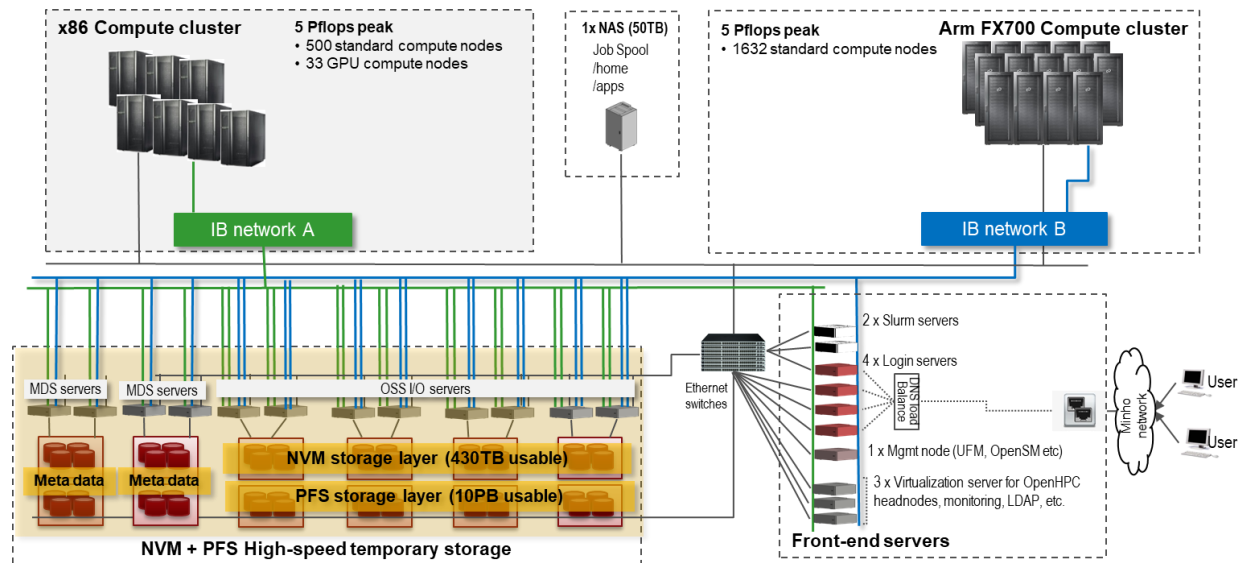 x86 Compute cluster
5 Pflops peak
• 500 standard compute nodes
• 33 GPU compute nodes
1x NAS (50TB)
Job Spool
/home
/apps
5 Pflops peak
• 1632 standard compute nodes
Arm FX700 Compute cluster
IB network A
IB network B
MDS servers
MDS servers
OSS I/O servers
Meta data
Meta data
NVM storage layer (430TB usable)
PFS storage layer (10PB usable)
NVM + PFS High-speed temporary storage
Ethernet
switches
2 x Slurm servers
4 x Login servers
DNS load
Balance
1 x Mgmt node (UFM, OpenSM etc)
3 x Virtualization server for OpenHPC
headnodes, monitoring, LDAP, etc.
Front-end servers
Minho
network
User
User